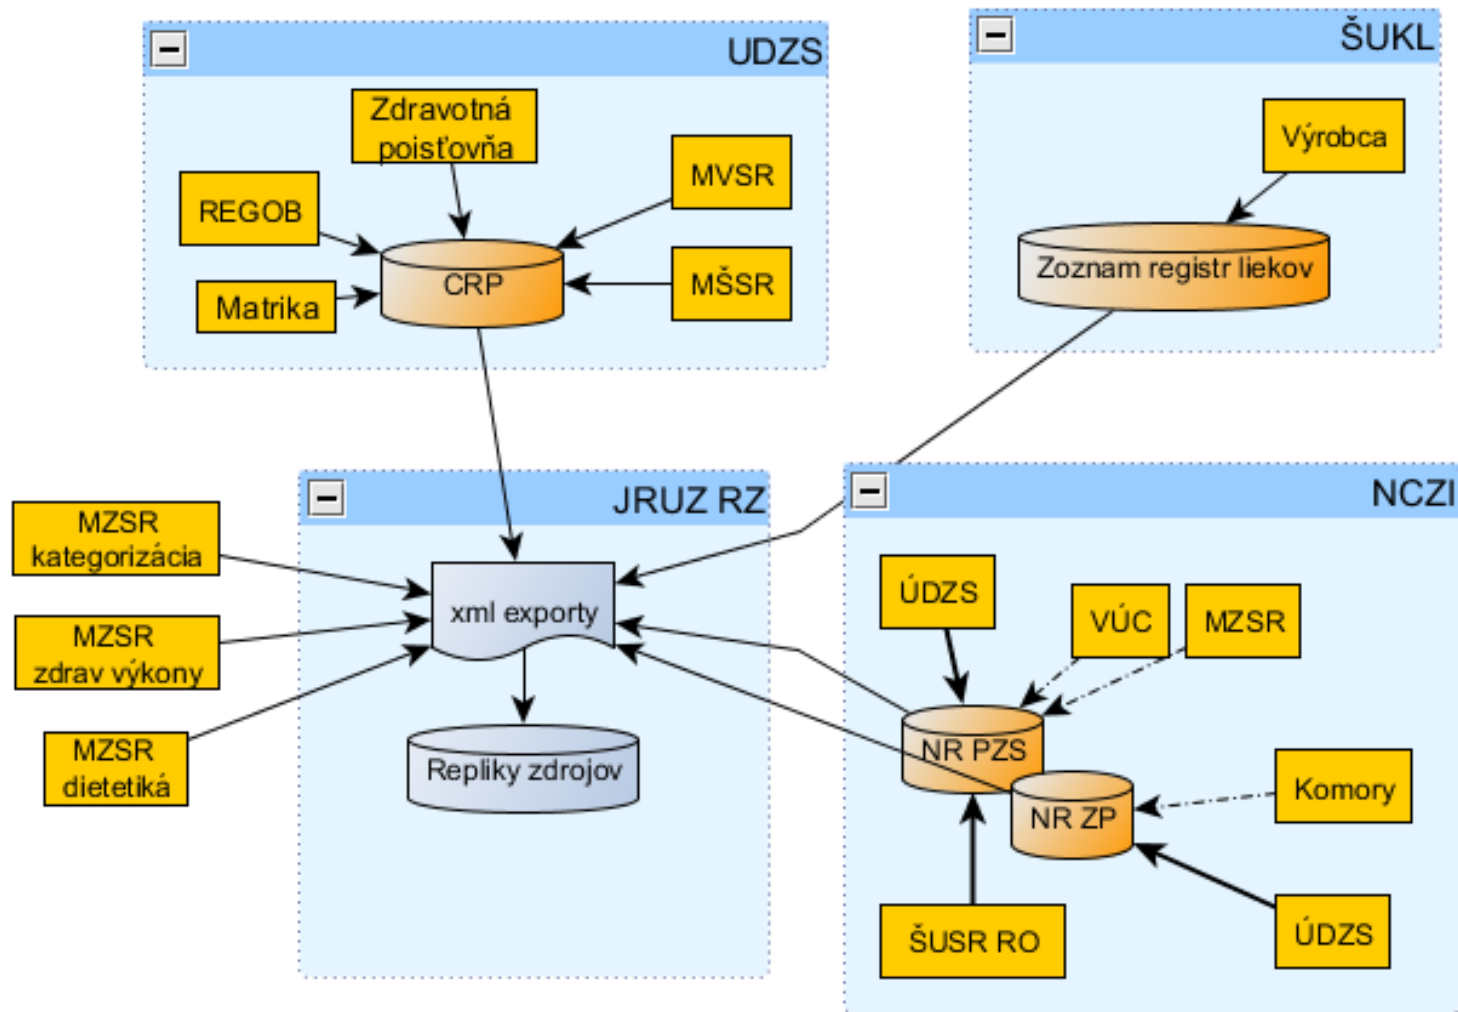 UDZS
ŠUKL
Zdravotná
poisťovňa
MVSR
REGOB
CRP
MŠSR
Matrika
Výrobca
Zoznam registr liekov
JRUZ RZ
NCZI
MZSR
kategorizácia
MZSR
zdrav výkony
MZSR
dietetiká
xml exporty
Repliky zdrojov
ÚDZS
VÚC
MZSR
NR PZS
NR ZP
Komory
ŠUSR RO
ÚDZS